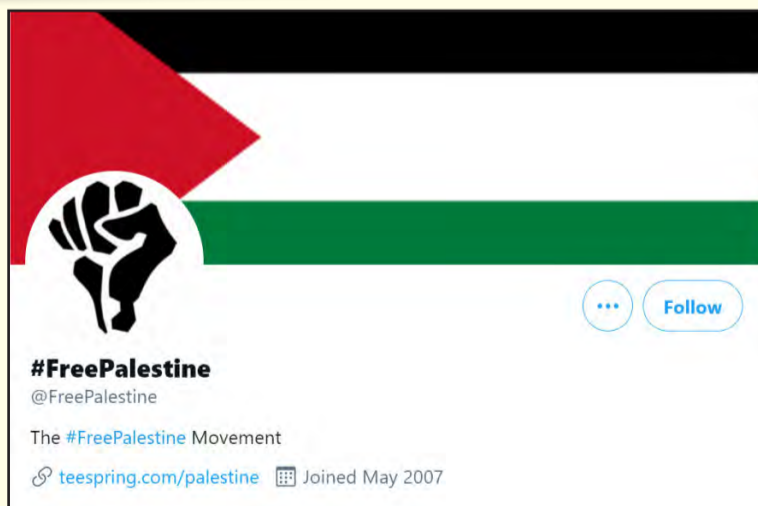 Follow
#FreePalestine
@FreePalestine
The #FreePalestine Movement
teespring.com/palestine Joined May 2007